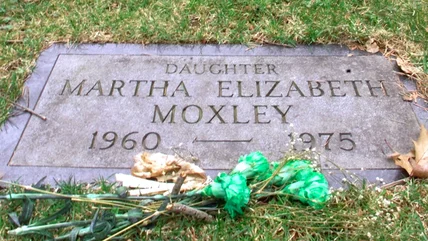 DAUGHTER
MARTHA ELIZABETH
MOXLEY
1960 — 1975